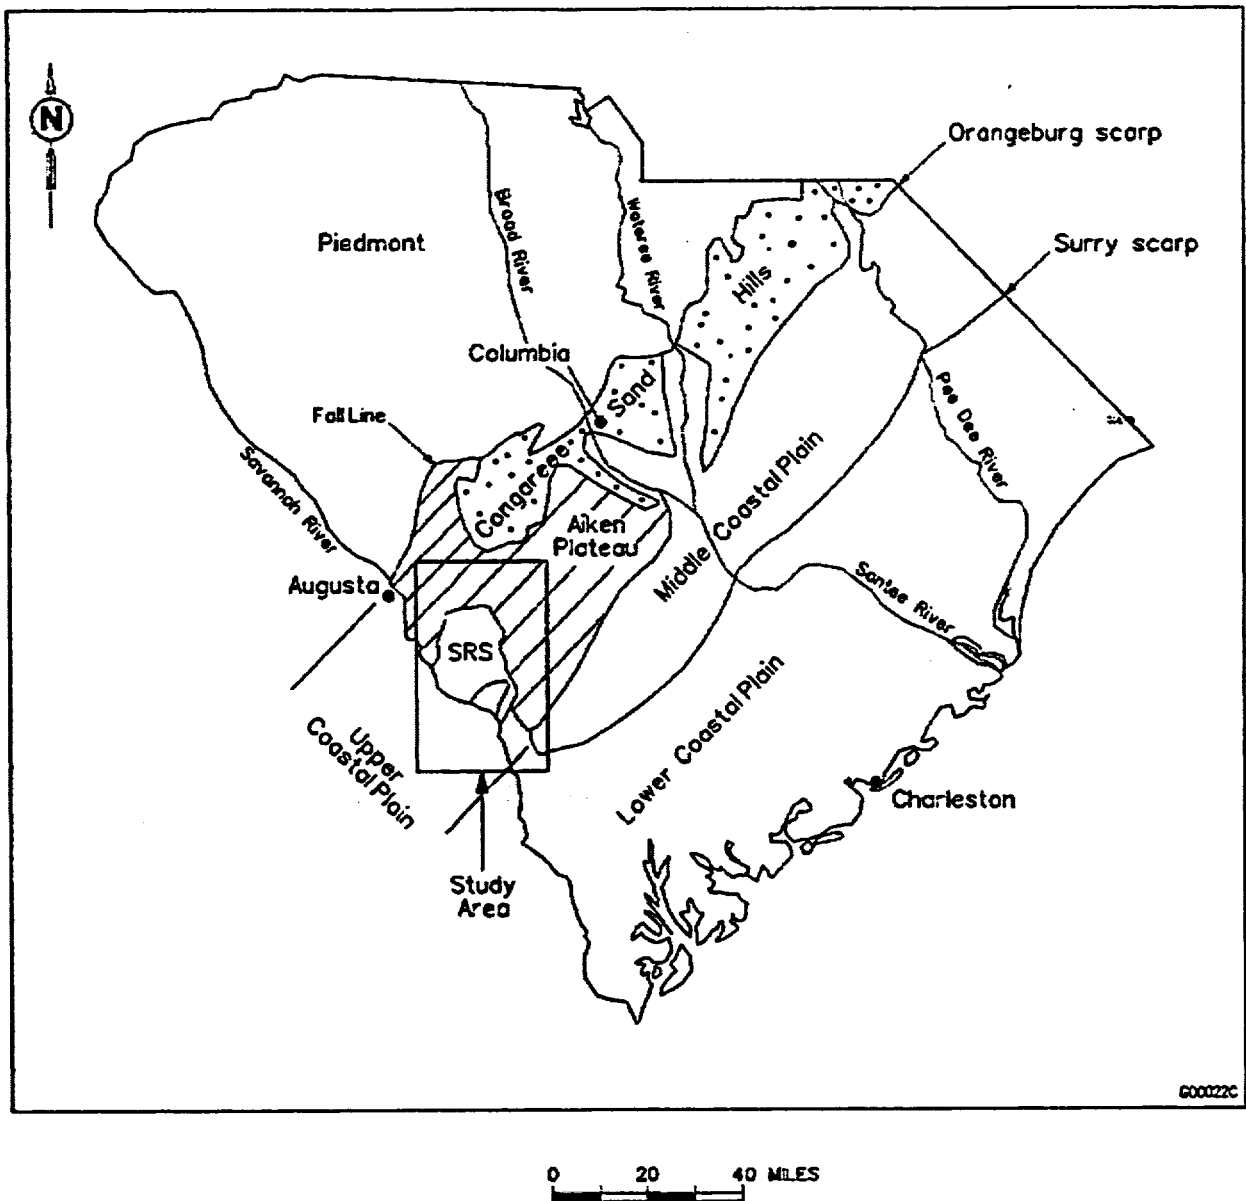 N
Orangeburg scarp
Surry scarp
Piedmont
Broad River
Wateree River
Hills
Columbia
Sand
Fall Line
Savannah River
Congaree
Pee Dee River
Aiken
Plateau
Middle Coastal Plain
Augusta
Santee River
SRS
Upper
Coastal Plain
Lower Coastal Plain
Charleston
Study
Area
G00022C
0 20 40 MILES